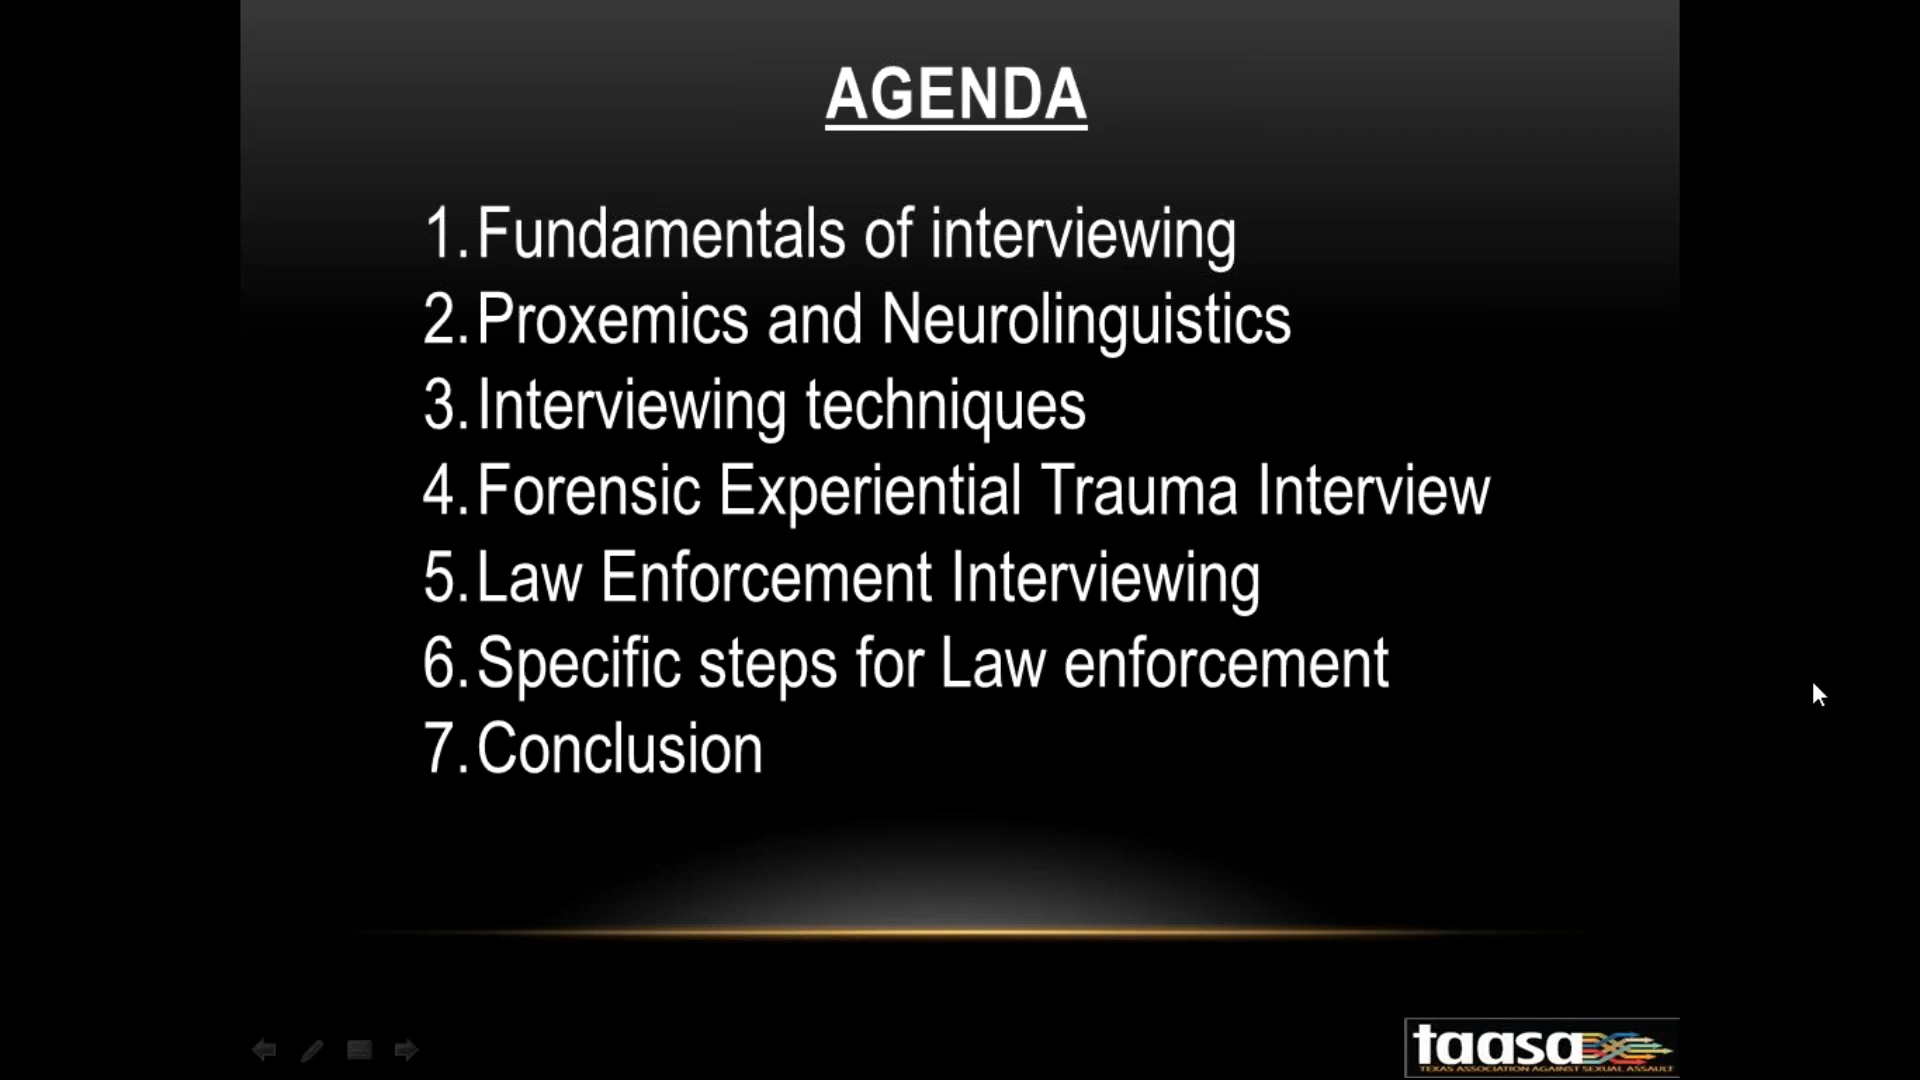 AGENDA
1. Fundamentals of interviewing
2. Proxemics and Neurolinguistics
3. Interviewing techniques
4. Forensic Experiential Trauma Interview
5. Law Enforcement Interviewing
6. Specific steps for Law enforcement
7. Conclusion
taasa
TEXAS ASSOCIATION AGAINST SEXUAL ASSAULT